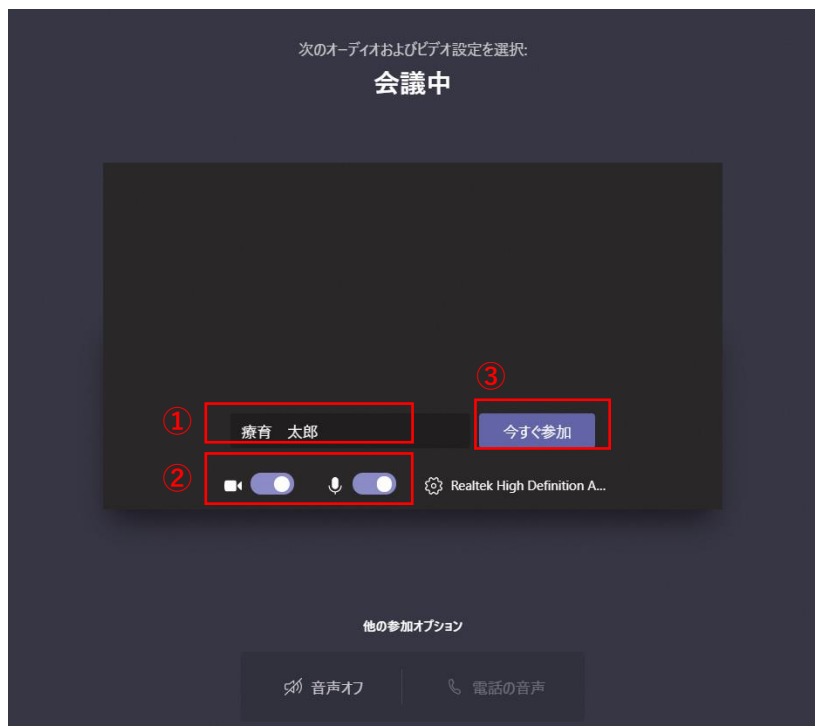 次のオーディオおよびビデオ設定を選択:
会議中
③
① 療育　太郎 今すぐ参加
② Realtek High Definition A...
他の参加オプション
音声オフ 電話の音声